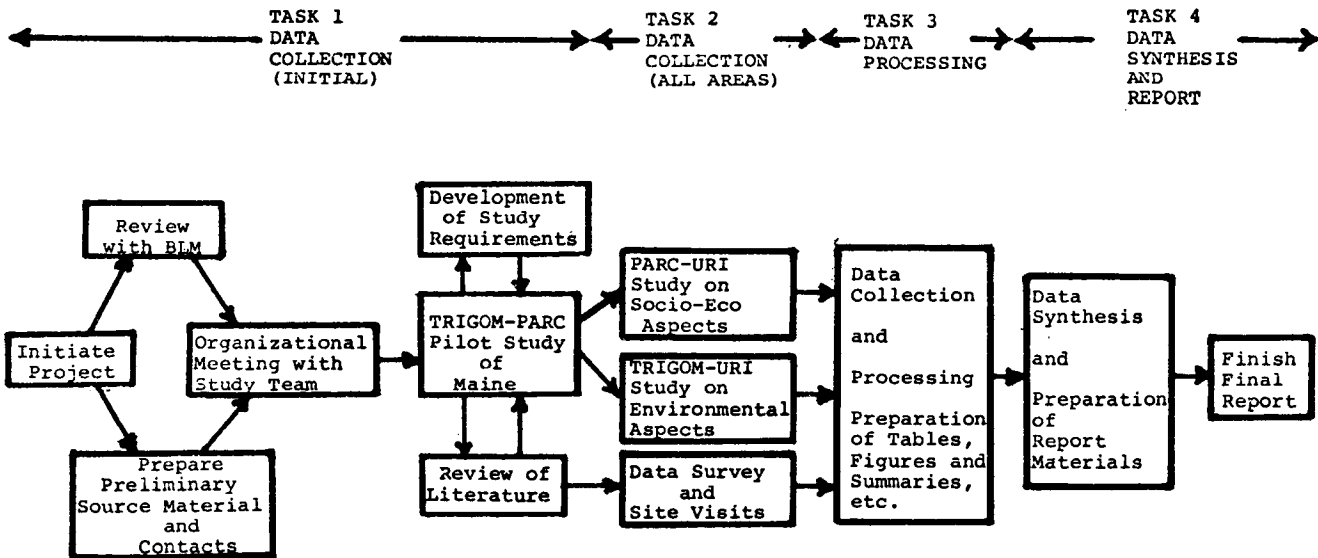 TASK 1
DATA
COLLECTION
(INITIAL)
TASK 2
DATA
COLLECTION
(ALL AREAS)
TASK 3
DATA
PROCESSING
TASK 4
DATA
SYNTHESIS
AND
REPORT
Initiate
Project
Review
with BLM
Prepare
Preliminary
Source Material
and
Contacts
Organizational
Meeting with
Study Team
Development
of Study
Requirements
TRIGOM-PARC
Pilot Study
of
Maine
Review of
Literature
PARC-URI
Study on
Socio-Eco
Aspects
TRIGOM-URI
Study on
Environmental
Aspects
Data Survey
and
Site Visits
Data
Collection
and
Processing
Preparation
of Tables,
Figures and
Summaries,
etc.
Data
Synthesis
and
Preparation
of
Report
Materials
Finish
Final
Report